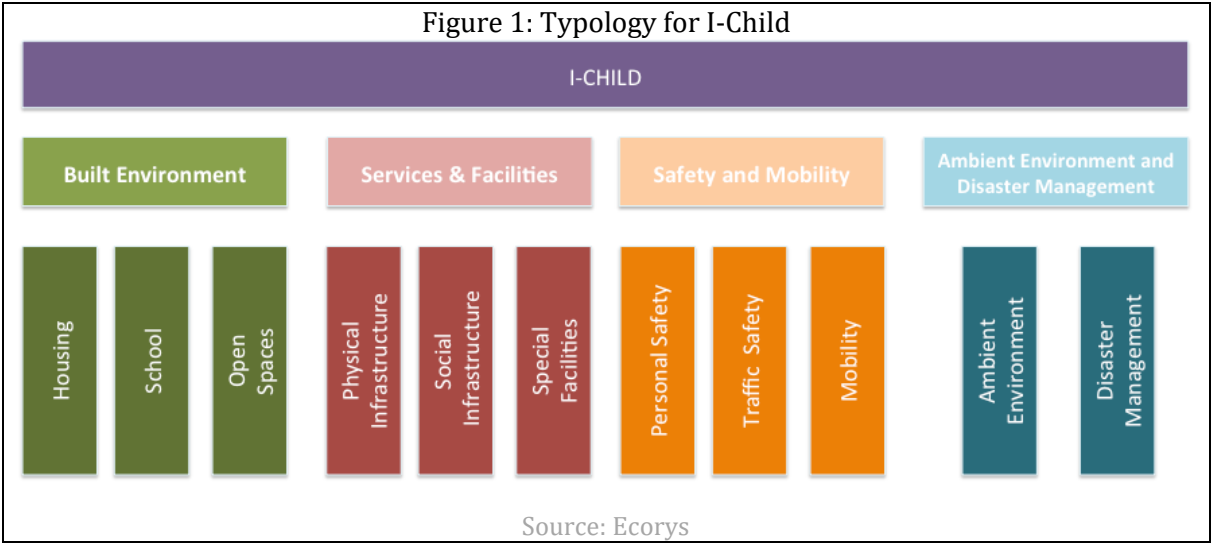 Figure 1: Typology for I-Child
I-CHILD
Built Environment
Services & Facilities
Safety and Mobility
Ambient Environment and
Disaster Management
Housing
School
Open
Spaces
Physical
Infrastructure
Social
Infrastructure
Special
Facilities
Personal Safety
Traffic Safety
Mobility
Ambient
Environment
Disaster
Management
Source: Ecorys